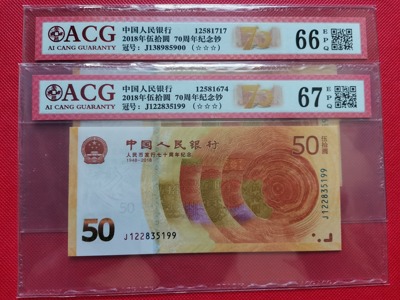 ACG
AI CANG GUARANTY
中国人民银行 12581717
2018年伍拾圆 70周年纪念钞
冠号: J138985900 (☆☆☆)
70
66 EPQ
ACG
AI CANG GUARANTY
中国人民银行 12581674
2018年伍拾圆 70周年纪念钞
冠号: J122835199 (☆☆☆)
70
67 EPQ
中国人民银行
人民币发行七十周年纪念
1948-2018
50 伍拾圆
50
J122835199
J122835199